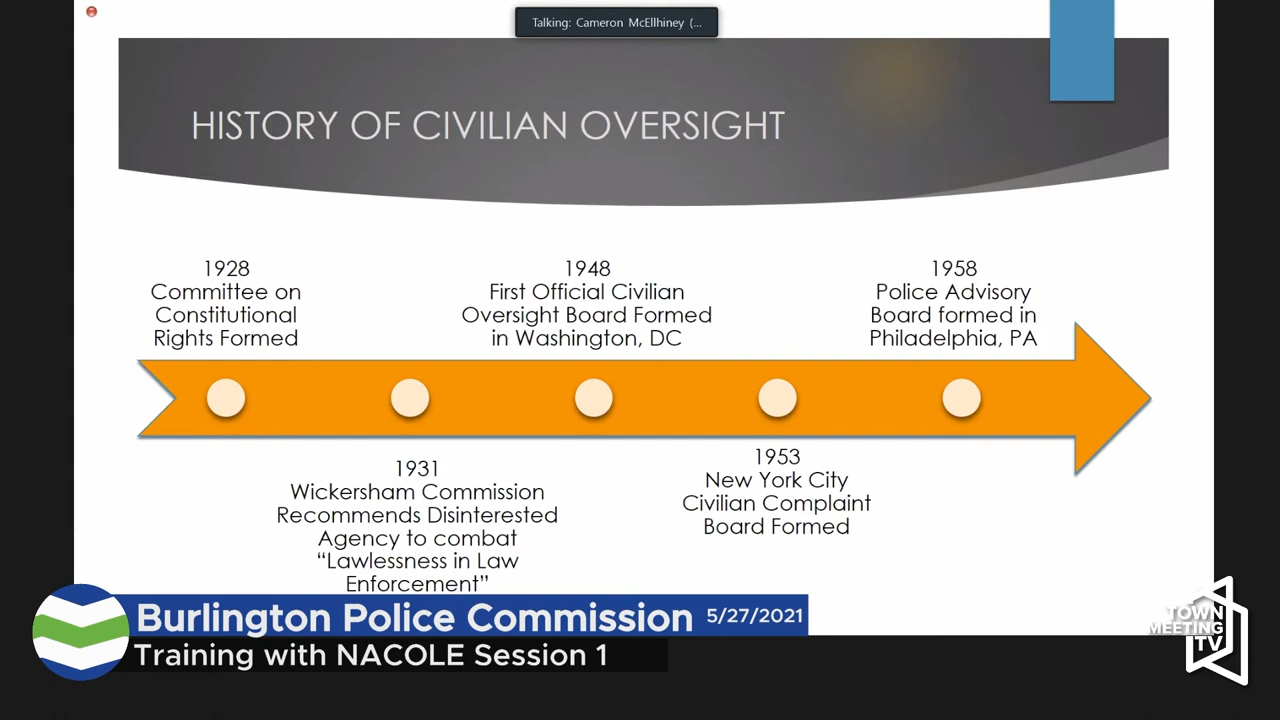 Talking: Cameron McEllhiney (...
HISTORY OF CIVILIAN OVERSIGHT
1928
Committee on
Constitutional
Rights Formed
1948
First Official Civilian
Oversight Board Formed
in Washington, DC
1958
Police Advisory
Board formed in
Philadelphia, PA
1931
Wickersham Commission
Recommends Disinterested
Agency to combat
“Lawlessness in Law
Enforcement”
1953
New York City
Civilian Complaint
Board Formed
Burlington Police Commission 5/27/2021
Training with NACOLE Session 1
TOWN
MEETING
TV